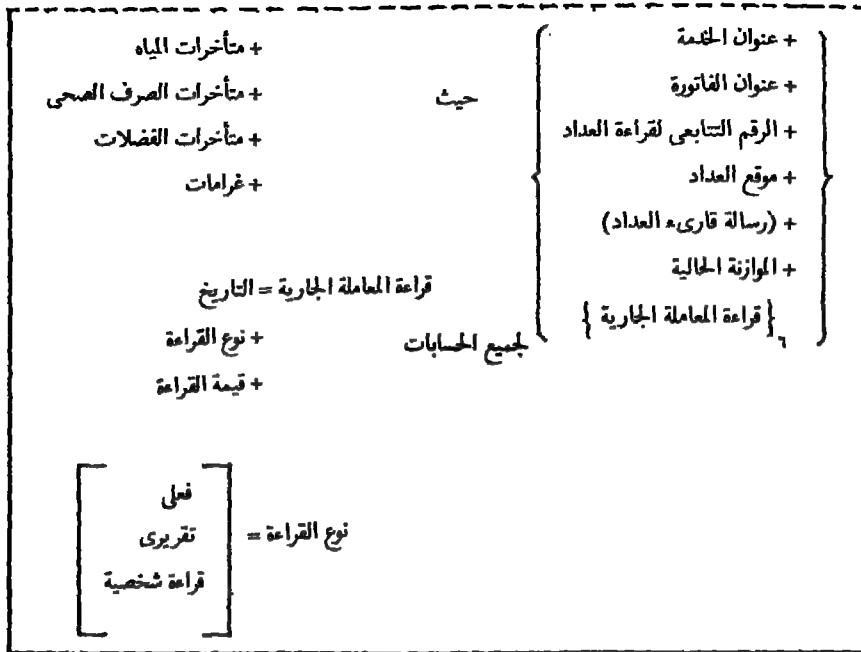 + عنوان الخدمة
+ عنوان الفاتورة
+ الرقم التتابعى لقراءة العداد
+ موقع العداد
+ (رسالة قارىء العداد)
+ الموازنة الحالية
{ قراءة المعاملة الجارية }٦
لجميع الحسابات
حيث
+ متأخرات المياه
+ متأخرات الصرف الصحى
+ متأخرات الفضلات
+ غرامات
قراءة المعاملة الجارية = التاريخ
+ نوع القراءة
+ قيمة القراءة
نوع القراءة =
فعلى
تقريرى
قراءة شخصية